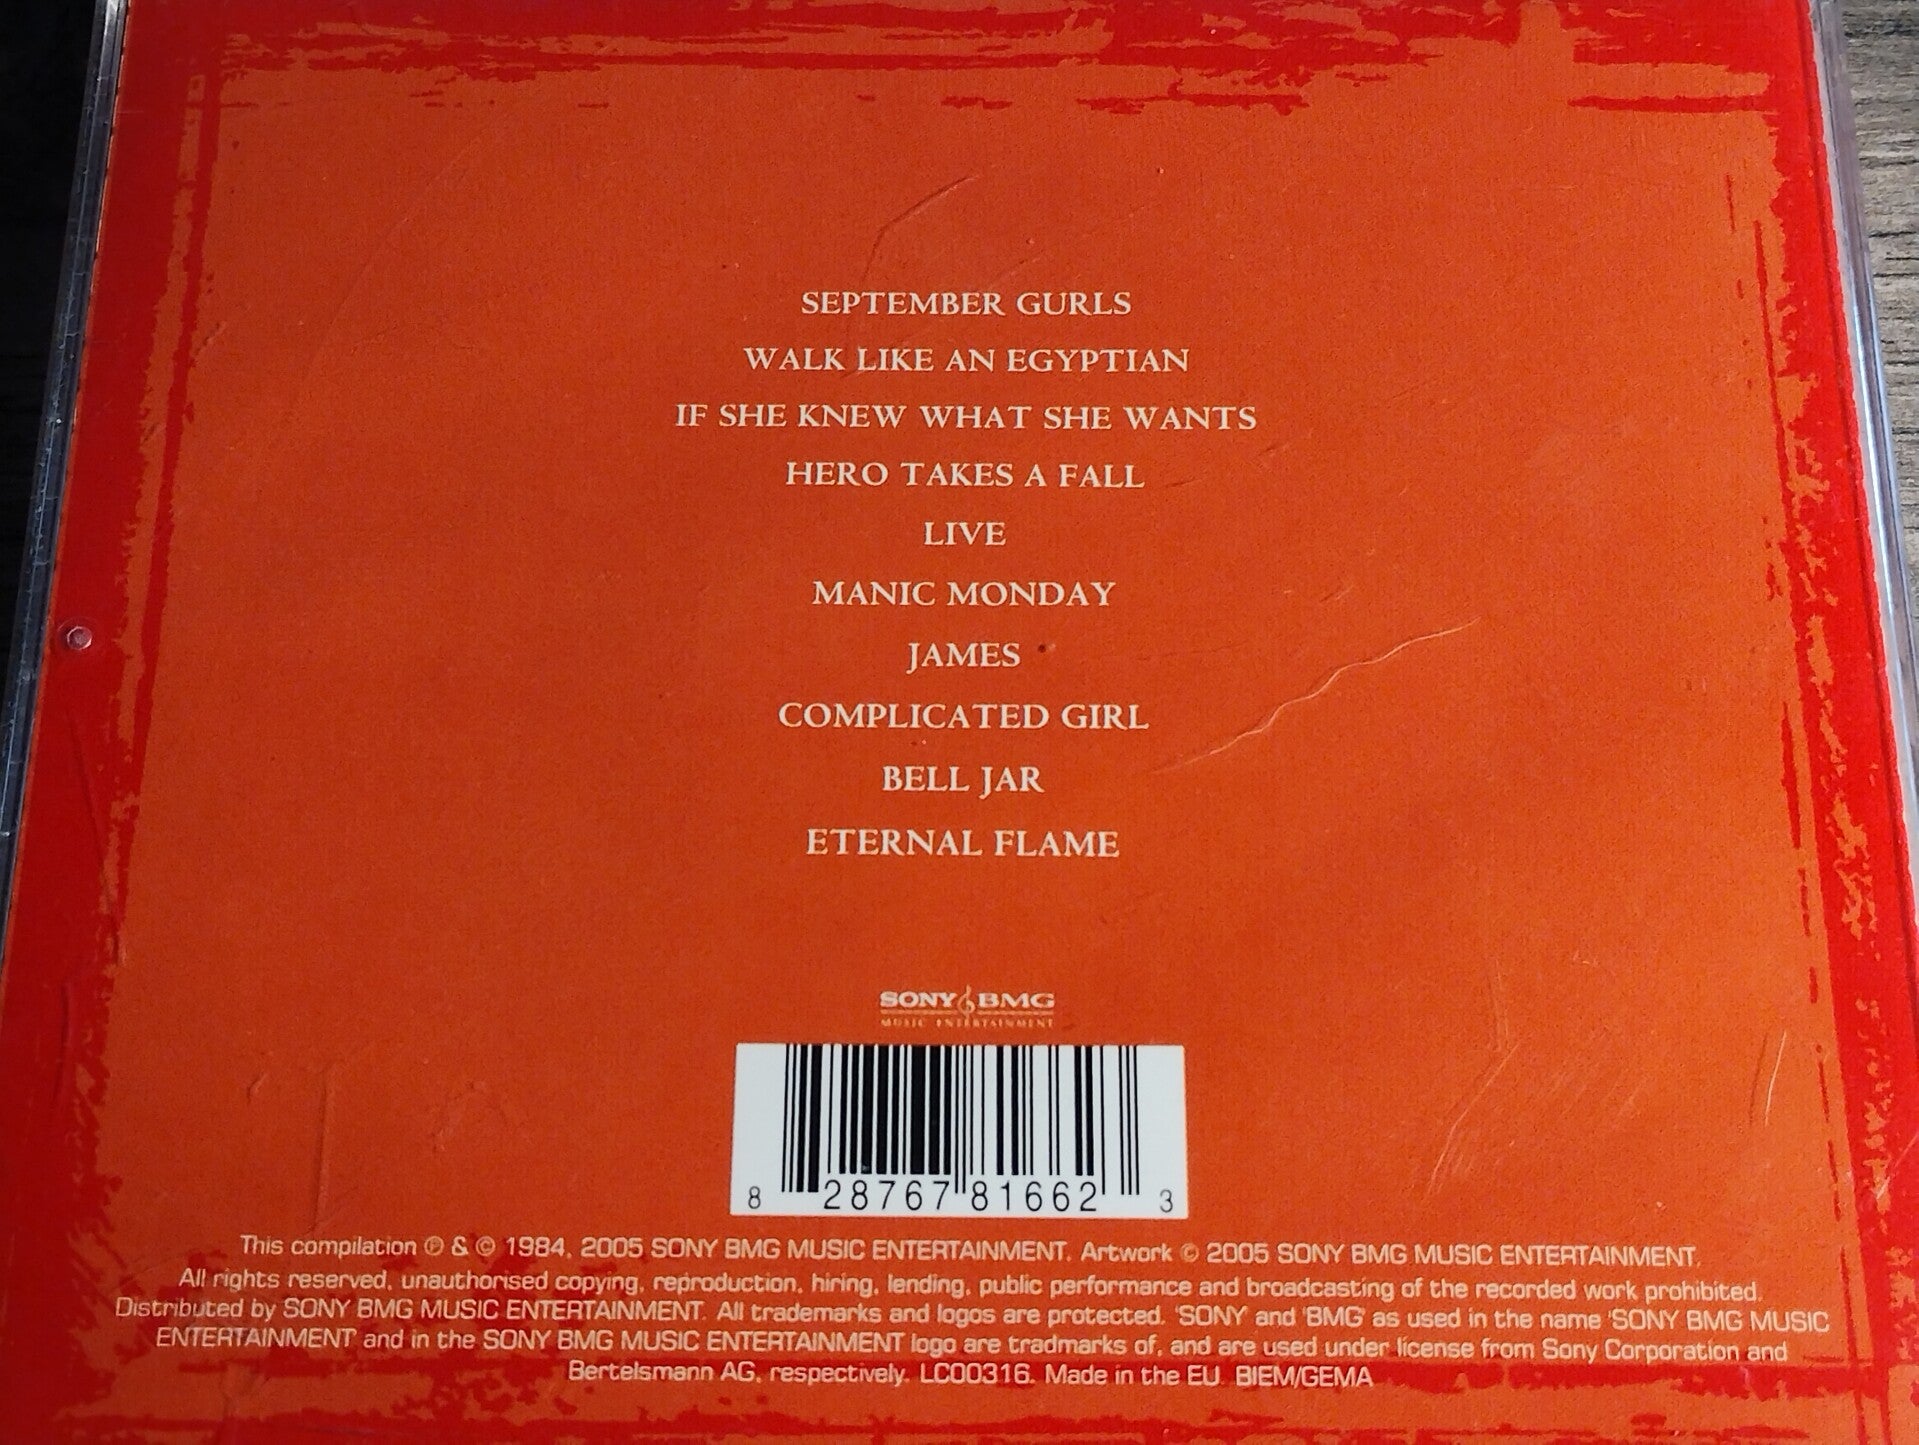 SEPTEMBER GURLS
WALK LIKE AN EGYPTIAN
IF SHE KNEW WHAT SHE WANTS
HERO TAKES A FALL
LIVE
MANIC MONDAY
JAMES
COMPLICATED GIRL
BELL JAR
ETERNAL FLAME
SONY BMG
MUSIC ENTERTAINMENT
8 28767 81662 3
This compilation ℗ & © 1984, 2005 SONY BMG MUSIC ENTERTAINMENT. Artwork © 2005 SONY BMG MUSIC ENTERTAINMENT.
All rights reserved, unauthorised copying, reproduction, hiring, lending, public performance and broadcasting of the recorded work prohibited.
Distributed by SONY BMG MUSIC ENTERTAINMENT. All trademarks and logos are protected. 'SONY' and 'BMG' as used in the name 'SONY BMG MUSIC
ENTERTAINMENT' and in the SONY BMG MUSIC ENTERTAINMENT logo are tradmarks of, and are used under license from Sony Corporation and
Bertelsmann AG, respectively. LC00316. Made in the EU. BIEM/GEMA